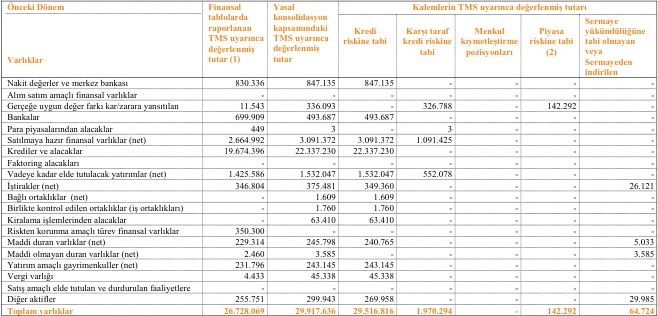 Önceki Dönem
Varlıklar
Finansal tablolarda raporlanan TMS uyarınca değerlenmiş tutar (1)
Yasal konsolidasyon kapsamındaki TMS uyarınca değerlenmiş tutar
Kalemlerin TMS uyarınca değerlenmiş tutarı
Kredi riskine tabi
Karşı taraf kredi riskine tabi
Menkul kıymetleştirme pozisyonları
Piyasa riskine tabi (2)
Sermaye yükümlülüğüne tabi olmayan veya Sermayeden indirilen
Nakit değerler ve merkez bankası 830.336 847.135 847.135 - - - -
Alım satım amaçlı finansal varlıklar - - - - - - -
Gerçeğe uygun değer farkı kar/zarara yansıtılan 11.543 336.093 - 326.788 - 142.292 -
Bankalar 699.909 493.687 493.687 - - - -
Para piyasalarından alacaklar 449 3 - 3 - - -
Satılmaya hazır finansal varlıklar (net) 2.664.992 3.091.372 3.091.372 1.091.425 - - -
Krediler ve alacaklar 19.674.396 22.337.230 22.337.230 - - - -
Faktoring alacakları - - - - - - -
Vadeye kadar elde tutulacak yatırımlar (net) 1.425.586 1.532.047 1.532.047 552.078 - - -
İştirakler (net) 346.804 375.481 349.360 - - - 26.121
Bağlı ortaklıklar (net) - 1.609 1.609 - - - -
Birlikte kontrol edilen ortaklıklar (iş ortaklıkları) - 1.760 1.760 - - - -
Kiralama işlemlerinden alacaklar - 63.410 63.410 - - - -
Riskten korunma amaçlı türev finansal varlıklar 350.300 - - - - - -
Maddi duran varlıklar (net) 229.314 245.798 240.765 - - - 5.033
Maddi olmayan duran varlıklar (net) 2.460 3.585 - - - - 3.585
Yatırım amaçlı gayrimenkuller (net) 231.796 243.145 243.145 - - - -
Vergi varlığı 4.433 45.338 45.338 - - - -
Satış amaçlı elde tutulan ve durdurulan faaliyetlere - - - - - - -
Diğer aktifler 255.751 299.943 269.958 - - - 29.985
Toplam varlıklar 26.728.069 29.917.636 29.516.816 1.970.294 - 142.292 64.724